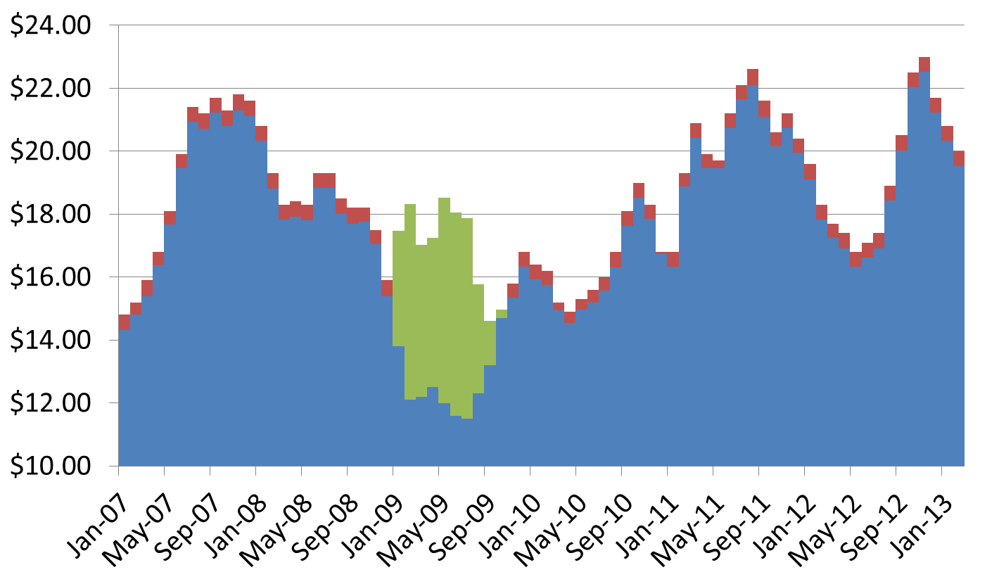 $24.00
$22.00
$20.00
$18.00
$16.00
$14.00
$12.00
$10.00
Jan-07
May-07
Sep-07
Jan-08
May-08
Sep-08
Jan-09
May-09
Sep-09
Jan-10
May-10
Sep-10
Jan-11
May-11
Sep-11
Jan-12
May-12
Sep-12
Jan-13